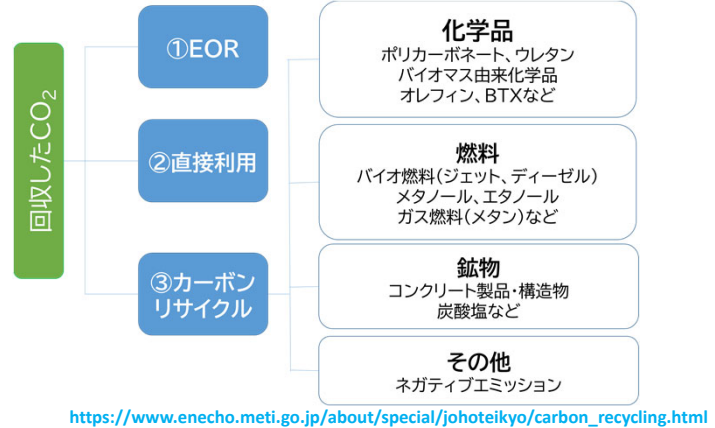 回収したCO₂
①EOR
②直接利用
③カーボン
リサイクル
化学品
ポリカーボネート、ウレタン
バイオマス由来化学品
オレフィン、BTXなど
燃料
バイオ燃料(ジェット、ディーゼル)
メタノール、エタノール
ガス燃料(メタン)など
鉱物
コンクリート製品・構造物
炭酸塩など
その他
ネガティブエミッション
https://www.enecho.meti.go.jp/about/special/johoteikyo/carbon_recycling.html